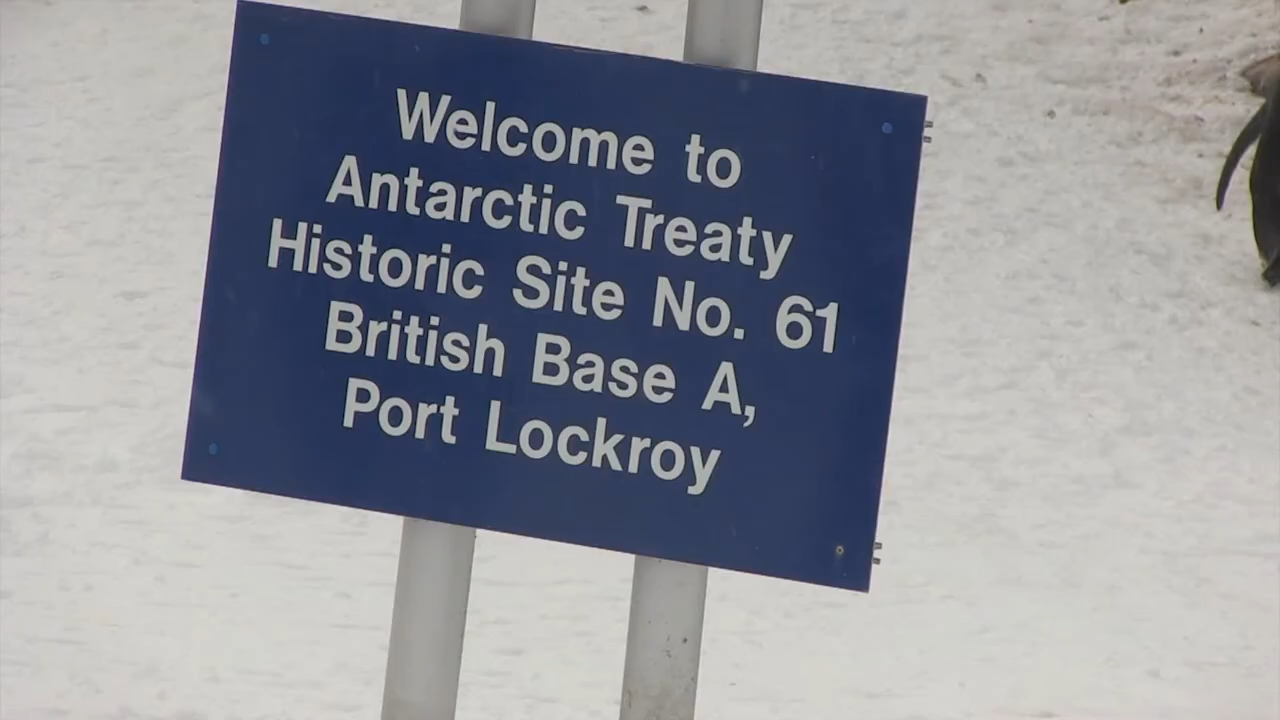 Welcome to
Antarctic Treaty
Historic Site No. 61
British Base A,
Port Lockroy